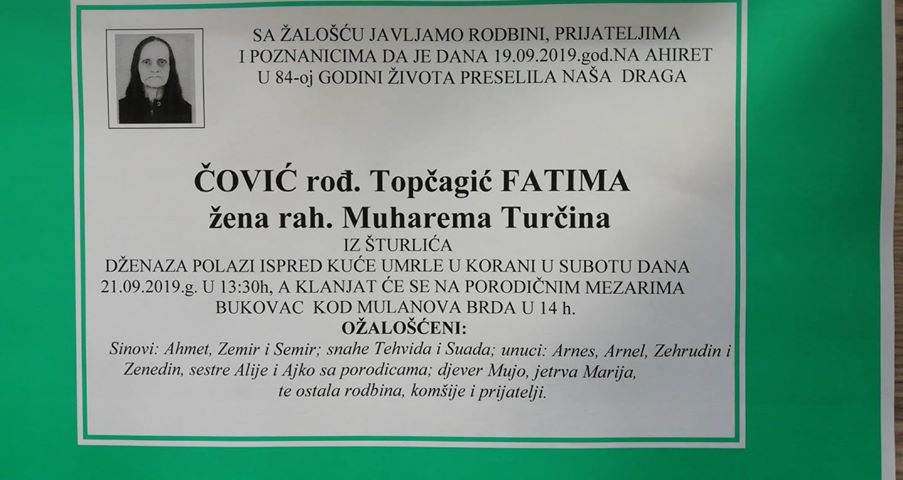 SA ŽALOŠĆU JAVLJAMO RODBINI, PRIJATELJIMA
I POZNANICIMA DA JE DANA 19.09.2019.god.NA AHIRET
U 84-oj GODINI ŽIVOTA PRESELILA NAŠA DRAGA
ČOVIĆ rođ. Topčagić FATIMA
žena rah. Muharema Turčina
IZ ŠTURLIĆA
DŽENAZA POLAZI ISPRED KUĆE UMRLE U KORANI U SUBOTU DANA
21.09.2019.g. U 13:30h, A KLANJAT ĆE SE NA PORODIČNIM MEZARIMA
BUKOVAC KOD MULANOVA BRDA U 14 h.
OŽALOŠĆENI:
Sinovi: Ahmet, Zemir i Semir; snahe Tehvida i Suada; unuci: Arnes, Arnel, Zehrudin i
Zenedin, sestre Alije i Ajko sa porodicama; djever Mujo, jetrva Marija,
te ostala rodbina, komšije i prijatelji.